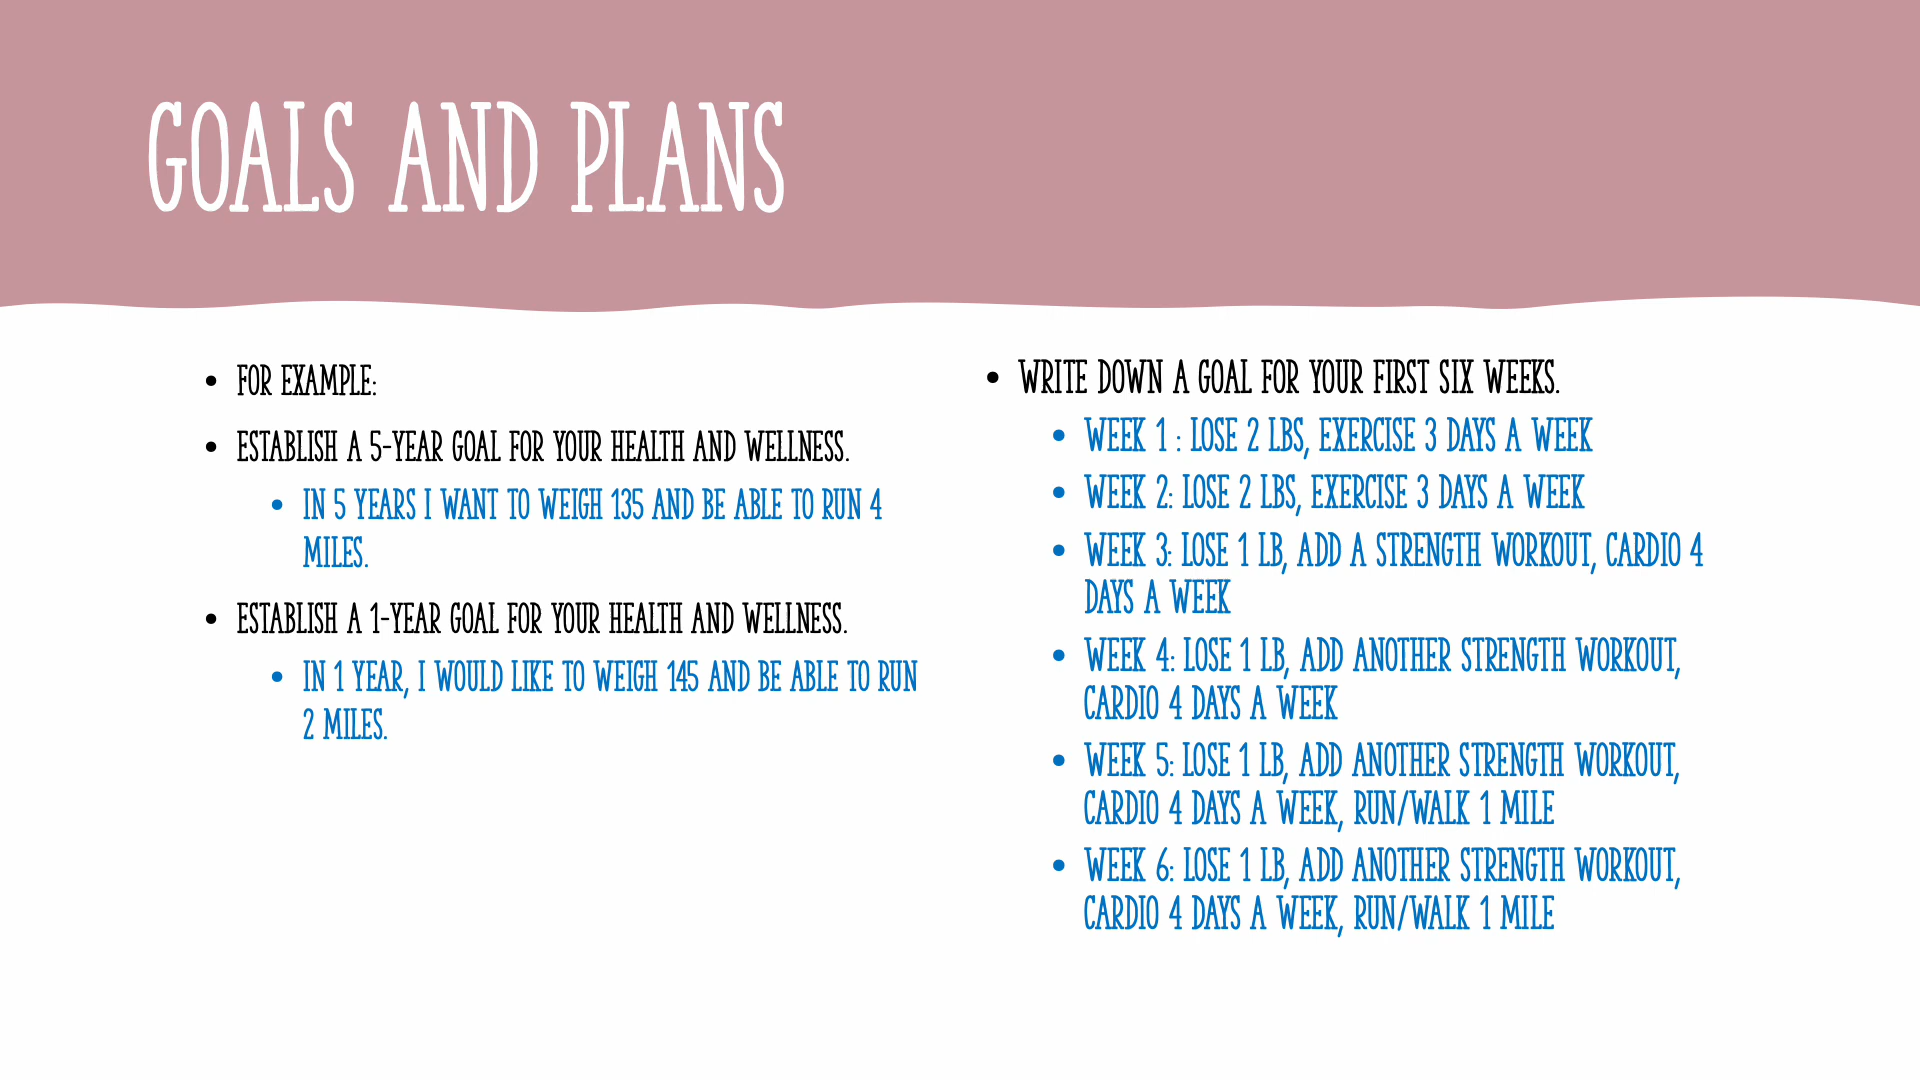 GOALS AND PLANS
• FOR EXAMPLE:
• ESTABLISH A 5-YEAR GOAL FOR YOUR HEALTH AND WELLNESS.
• IN 5 YEARS I WANT TO WEIGH 135 AND BE ABLE TO RUN 4
MILES.
• ESTABLISH A 1-YEAR GOAL FOR YOUR HEALTH AND WELLNESS.
• IN 1 YEAR, I WOULD LIKE TO WEIGH 145 AND BE ABLE TO RUN
2 MILES.
• WRITE DOWN A GOAL FOR YOUR FIRST SIX WEEKS.
• WEEK 1 : LOSE 2 LBS, EXERCISE 3 DAYS A WEEK
• WEEK 2: LOSE 2 LBS, EXERCISE 3 DAYS A WEEK
• WEEK 3: LOSE 1 LB, ADD A STRENGTH WORKOUT, CARDIO 4
DAYS A WEEK
• WEEK 4: LOSE 1 LB, ADD ANOTHER STRENGTH WORKOUT,
CARDIO 4 DAYS A WEEK
• WEEK 5: LOSE 1 LB, ADD ANOTHER STRENGTH WORKOUT,
CARDIO 4 DAYS A WEEK, RUN/WALK 1 MILE
• WEEK 6: LOSE 1 LB, ADD ANOTHER STRENGTH WORKOUT,
CARDIO 4 DAYS A WEEK, RUN/WALK 1 MILE